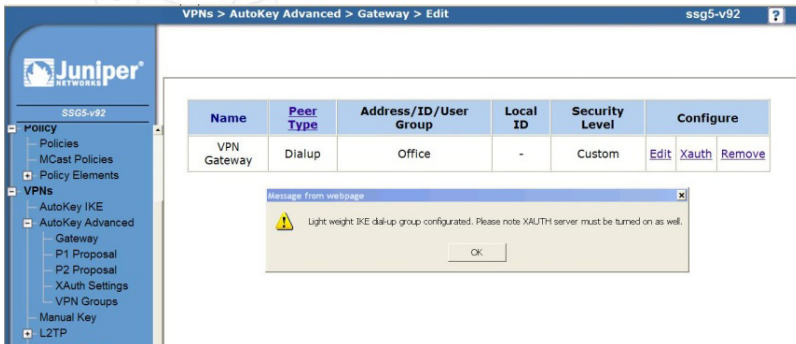 VPNs > AutoKey Advanced > Gateway > Edit
ssg5-v92
?
Juniper
NETWORKS
SSG5-v92
Policy
Policies
MCast Policies
Policy Elements
VPNs
AutoKey IKE
AutoKey Advanced
Gateway
P1 Proposal
P2 Proposal
XAuth Settings
VPN Groups
Manual Key
L2TP
Name Peer Type Address/ID/User Group Local ID Security Level Configure
VPN Gateway Dialup Office - Custom Edit Xauth Remove
Message from webpage
Light weight IKE dial-up group configurated. Please note XAUTH server must be turned on as well.
OK